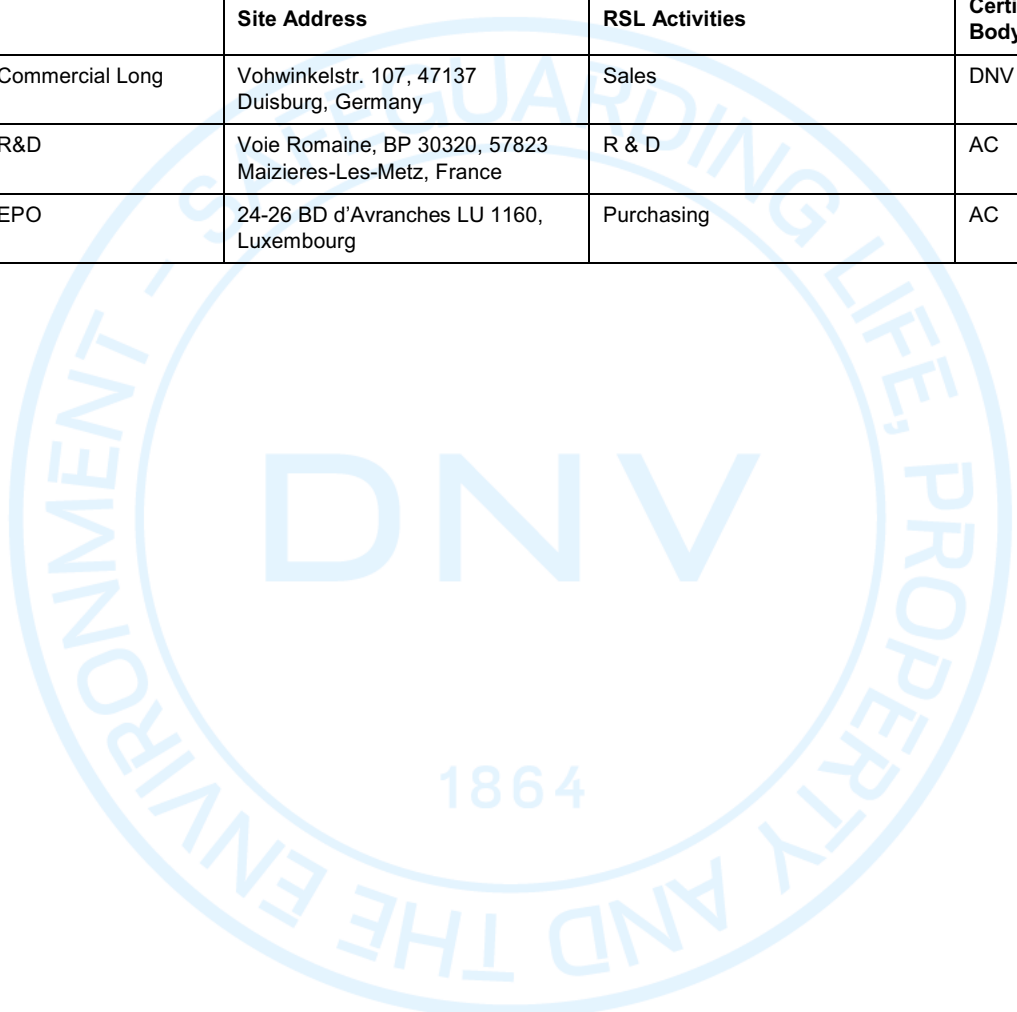 Site Address RSL Activities Certi
Body
Commercial Long Vohwinkelstr. 107, 47137 Sales DNV
Duisburg, Germany
R&D Voie Romaine, BP 30320, 57823 R & D AC
Maizieres-Les-Metz, France
EPO 24-26 BD d’Avranches LU 1160, Purchasing AC
Luxembourg
SAFEGUARDING LIFE, PROPERTY AND THE ENVIRONMENT –
DNV
1864